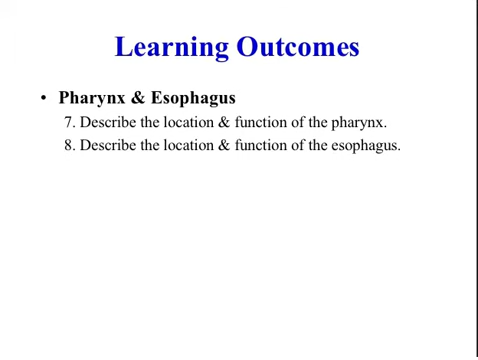 Learning Outcomes
• Pharynx & Esophagus
7. Describe the location & function of the pharynx.
8. Describe the location & function of the esophagus.